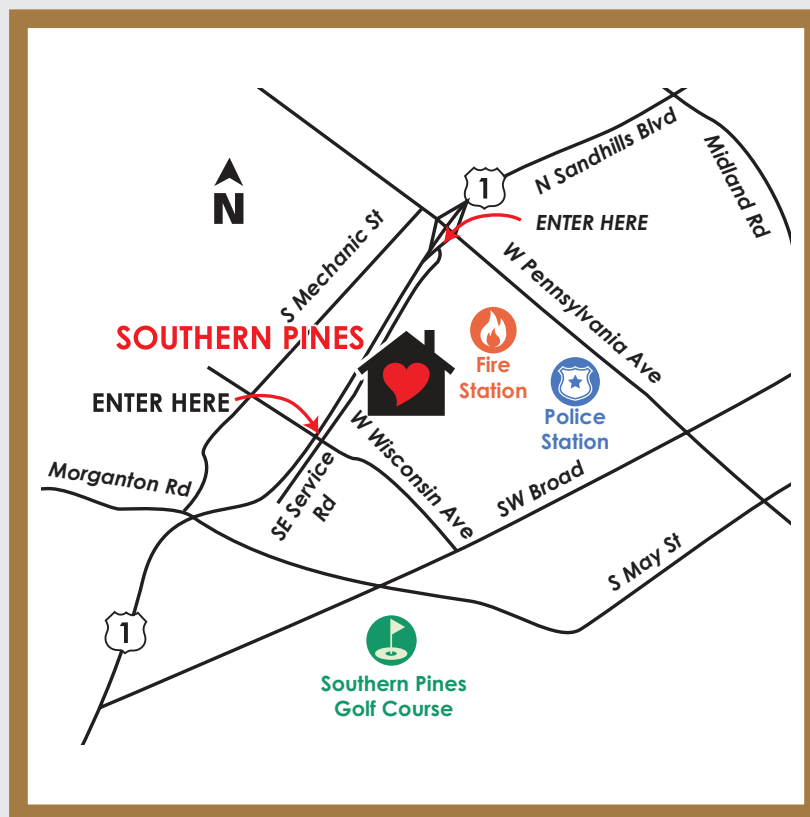 N Sandhills Blvd
Midland Rd
1
N
ENTER HERE
S Mechanic St
W Pennsylvania Ave
SOUTHERN PINES
Fire
Station
ENTER HERE
Police
Station
W Wisconsin Ave
Morganton Rd
SE Service
Rd
SW Broad
S May St
1
Southern Pines
Golf Course